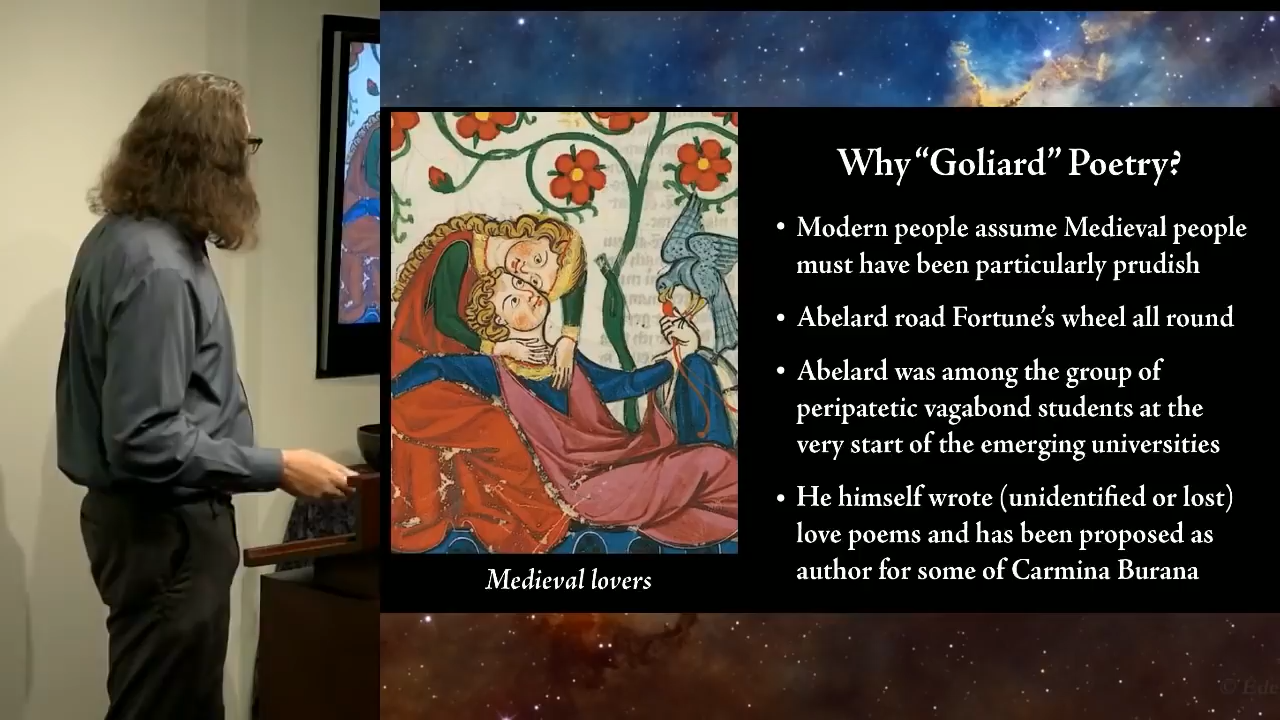 Why “Goliard” Poetry?
• Modern people assume Medieval people
must have been particularly prudish
• Abelard road Fortune’s wheel all round
• Abelard was among the group of
peripatetic vagabond students at the
very start of the emerging universities
• He himself wrote (unidentified or lost)
love poems and has been proposed as
author for some of Carmina Burana
Medieval lovers